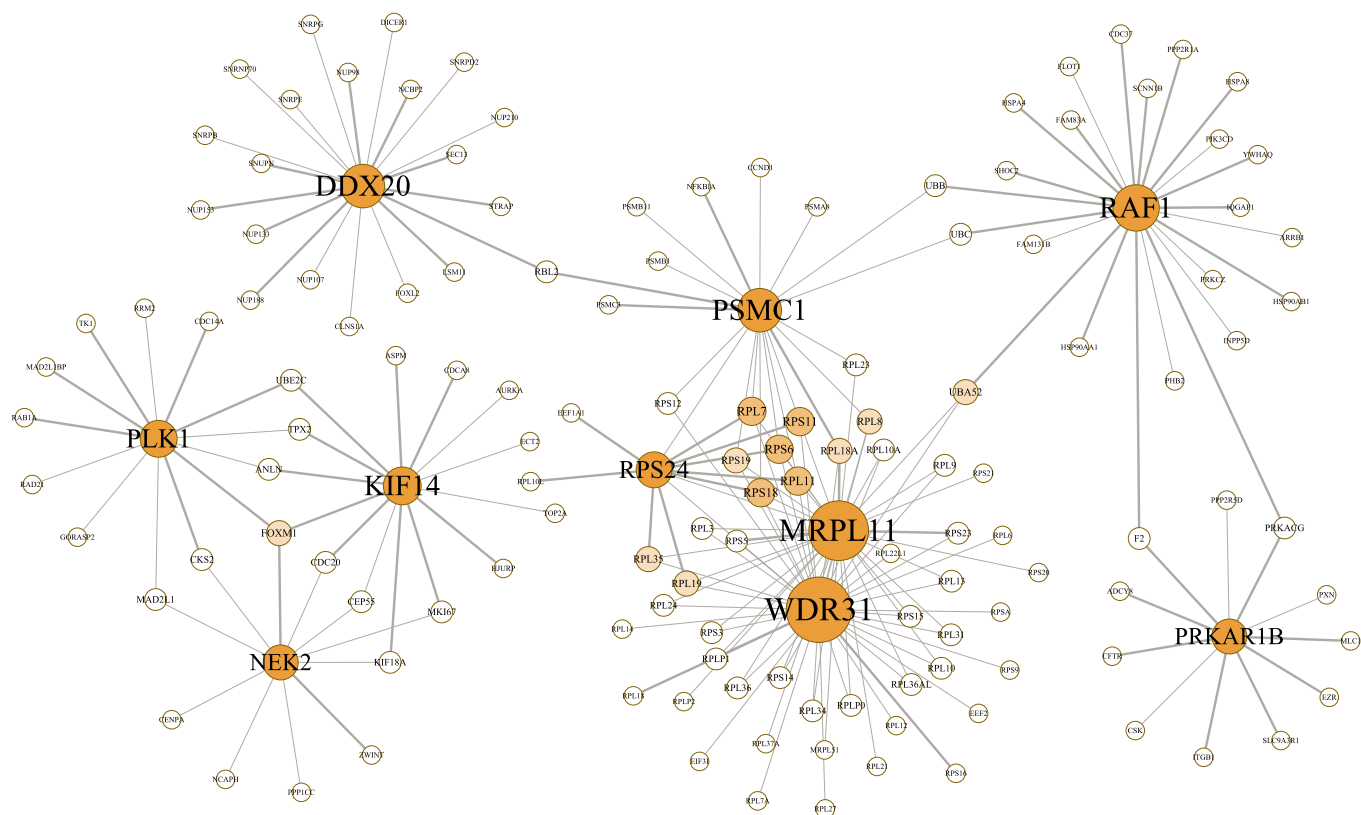 SNRPG
DICER1
SNRNP70
NUP98
SNRPD2
SNRPE
NCBP2
NUP210
SNRPB
SEC13
SNUPN
DDX20
NUP153
STRAP
NUP133
LSM11
NUP107
FOXL2
NUP188
CLNS1A
RBL2
CDC37
PPP2R1A
FLOT1
SCNN1B
HSPA8
HSPA4
FAM83A
PIK3CD
YWHAQ
SHOC2
RAF1
IQGAP1
ARRB1
FAM131B
PRKCZ
HSP90AB1
INPP5D
HSP90AA1
PHB2
UBB
UBC
UBA52
CCND1
NFKBIA
PSMB11
PSMA8
PSMB1
PSMC3
PSMC1
RPL23
RPS12
TK1
RRM2
CDC14A
MAD2L1BP
UBE2C
RAB1A
PLK1
TPX2
ANLN
RAD21
GORASP2
FOXM1
CKS2
MAD2L1
ASPM
CDCA8
AURKA
ECT2
KIF14
TOP2A
HJURP
CDC20
CEP55
MKI67
KIF18A
NEK2
CENPA
NCAPH
PPP1CC
ZWINT
EEF1A1
RPL10L
RPS24
RPL7
RPS11
RPL8
RPS6
RPL18A
RPL10A
RPS19
RPL11
RPS18
RPL9
RPS21
RPL3
RPS5
MRPL11
RPS23
RPL6
RPL22L1
RPL35
RPL19
RPL13
RPS20
RPL24
WDR31
RPS15
RPSA
RPL14
RPS3
RPL31
RPLP1
RPL10
RPS9
RPL18
RPLP2
RPL36
RPS14
RPL36AL
RPL34
RPLP0
RPL12
EEF2
RPL37A
MRPL51
EIF3I
RPL21
RPS16
RPL7A
RPL27
F2
PRKACG
PPP2R5D
ADCY8
PXN
PRKAR1B
MLC1
CFTR
EZR
CSK
ITGB1
SLC9A3R1